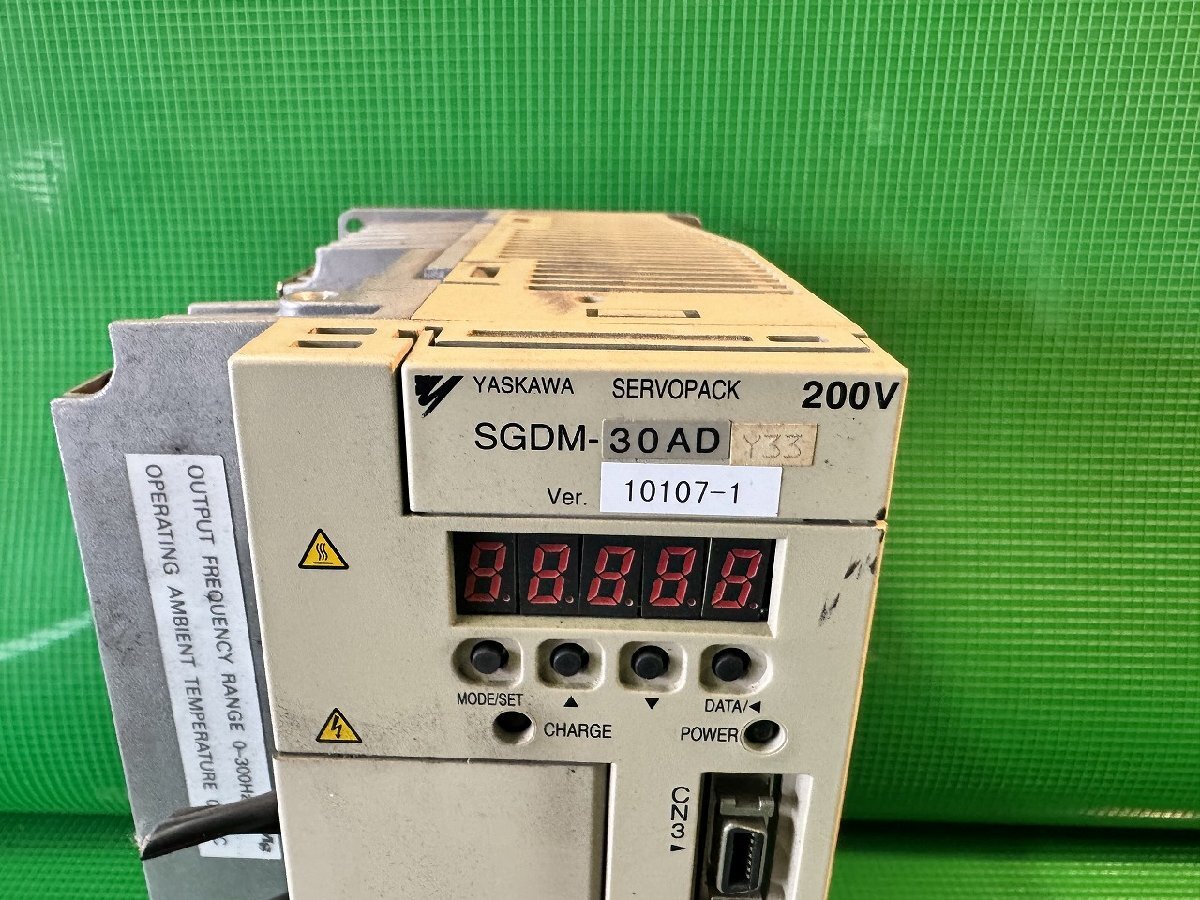 YASKAWA SERVOPACK 200V
SGDM-30AD Y33
Ver. 10107-1
MODE/SET ▲ ▼ DATA/◀
CHARGE POWER
CN3
OUTPUT FREQUENCY RANGE 0-300Hz
OPERATING AMBIENT TEMPERATURE